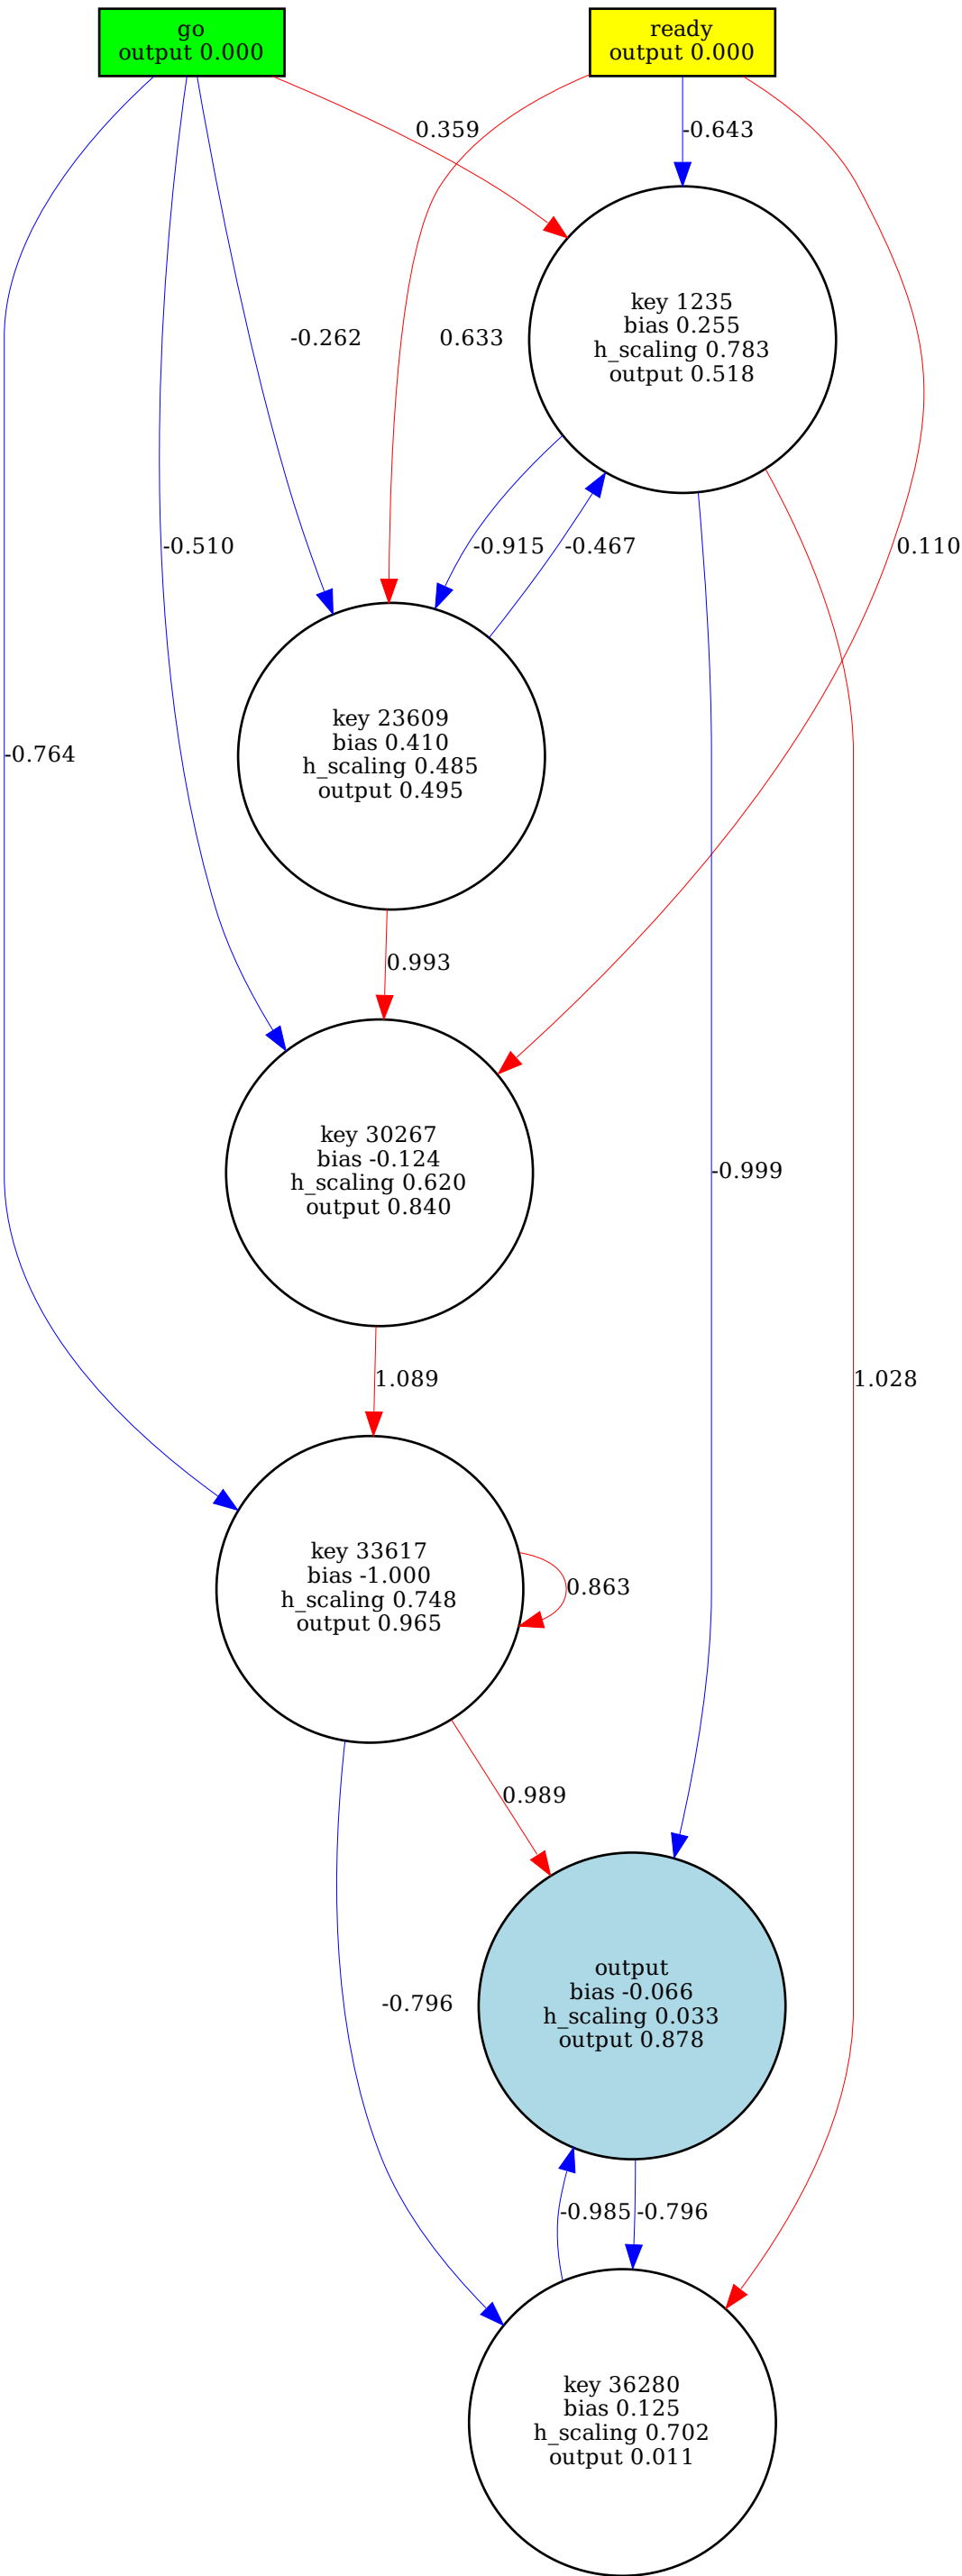 go
output 0.000
ready
output 0.000
0.359
-0.643
key 1235
bias 0.255
h_scaling 0.783
output 0.518
-0.262
0.633
-0.510
-0.915
-0.467
0.110
key 23609
bias 0.410
h_scaling 0.485
output 0.495
-0.764
0.993
key 30267
bias -0.124
h_scaling 0.620
output 0.840
-0.999
1.089
1.028
key 33617
bias -1.000
h_scaling 0.748
output 0.965
0.863
0.989
-0.796
output
bias -0.066
h_scaling 0.033
output 0.878
-0.985
-0.796
key 36280
bias 0.125
h_scaling 0.702
output 0.011